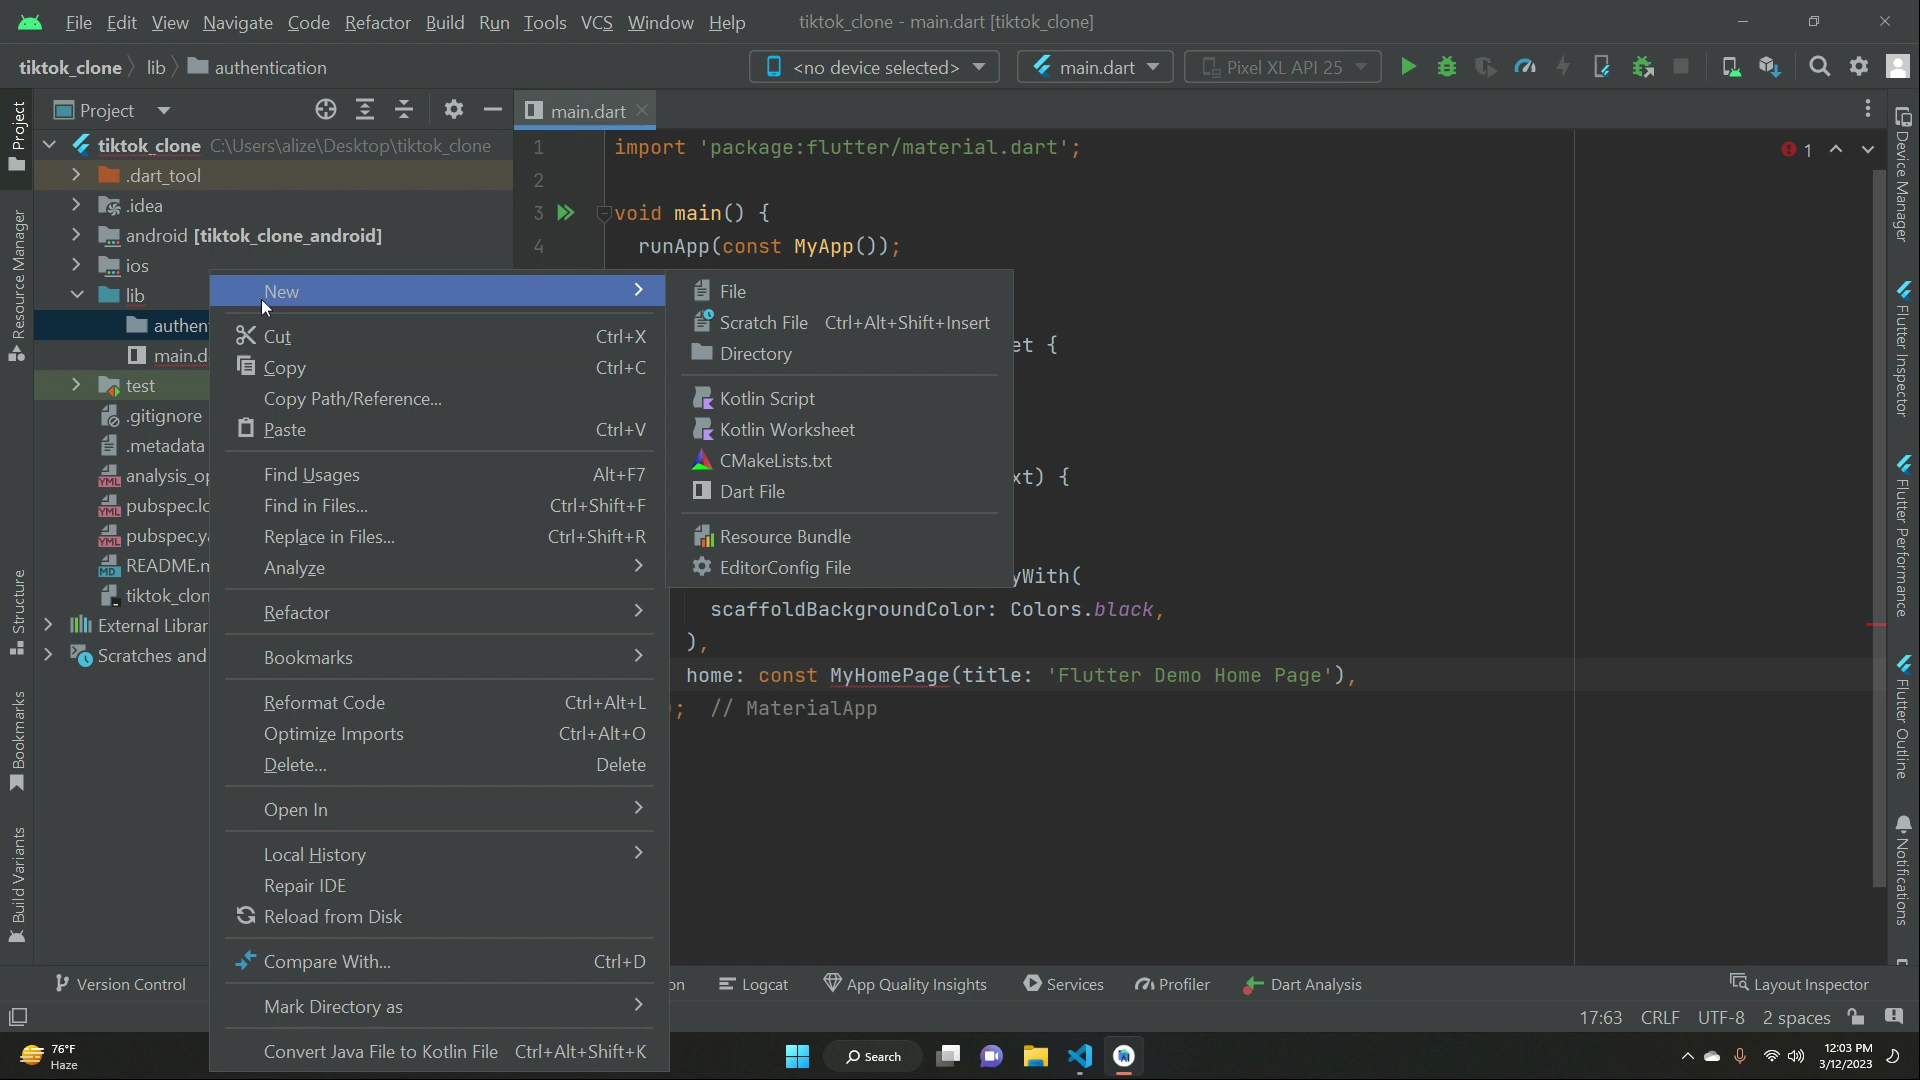 File Edit View Navigate Code Refactor Build Run Tools VCS Window Help tiktok_clone - main.dart [tiktok_clone]
tiktok_clone lib authentication <no device selected> main.dart Pixel XL API 25
Project main.dart
tiktok_clone C:\Users\alize\Desktop\tiktok_clone
.dart_tool
.idea
android [tiktok_clone_android]
ios
lib
authen
main.d
test
.gitignore
.metadata
analysis_op
pubspec.lo
pubspec.ya
README.n
tiktok_clon
External Librar
Scratches and
1 import 'package:flutter/material.dart';
2
3 void main() {
4 runApp(const MyApp());
et {
xt) {
yWith(
scaffoldBackgroundColor: Colors.black,
),
home: const MyHomePage(title: 'Flutter Demo Home Page'),
); // MaterialApp
1
New
Cut Ctrl+X
Copy Ctrl+C
Copy Path/Reference...
Paste Ctrl+V
Find Usages Alt+F7
Find in Files... Ctrl+Shift+F
Replace in Files... Ctrl+Shift+R
Analyze
Refactor
Bookmarks
Reformat Code Ctrl+Alt+L
Optimize Imports Ctrl+Alt+O
Delete... Delete
Open In
Local History
Repair IDE
Reload from Disk
Compare With... Ctrl+D
Mark Directory as
Convert Java File to Kotlin File Ctrl+Alt+Shift+K
File
Scratch File Ctrl+Alt+Shift+Insert
Directory
Kotlin Script
Kotlin Worksheet
CMakeLists.txt
Dart File
Resource Bundle
EditorConfig File
Project
Resource Manager
Structure
Bookmarks
Build Variants
Device Manager
Flutter Inspector
Flutter Performance
Flutter Outline
Notifications
Version Control on Logcat App Quality Insights Services Profiler Dart Analysis Layout Inspector
17:63 CRLF UTF-8 2 spaces
76°F
Haze
Search
12:03 PM
3/12/2023